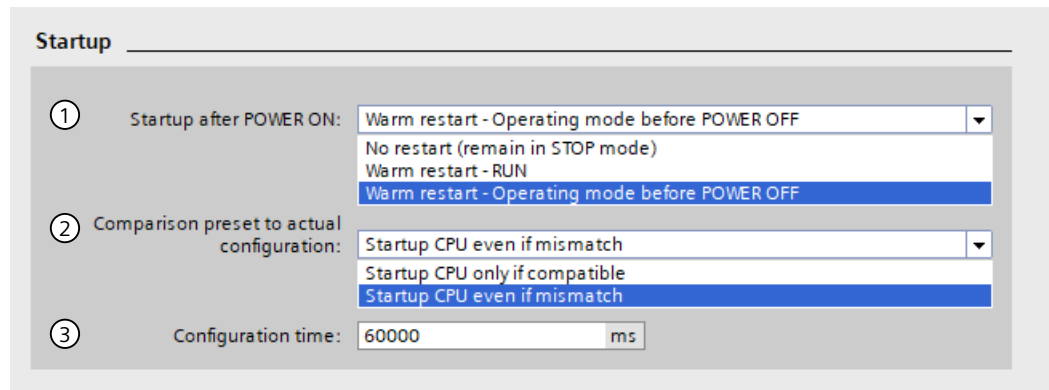 Startup
① Startup after POWER ON: Warm restart - Operating mode before POWER OFF
No restart (remain in STOP mode)
Warm restart - RUN
Warm restart - Operating mode before POWER OFF
② Comparison preset to actual
configuration: Startup CPU even if mismatch
Startup CPU only if compatible
Startup CPU even if mismatch
③ Configuration time: 60000 ms